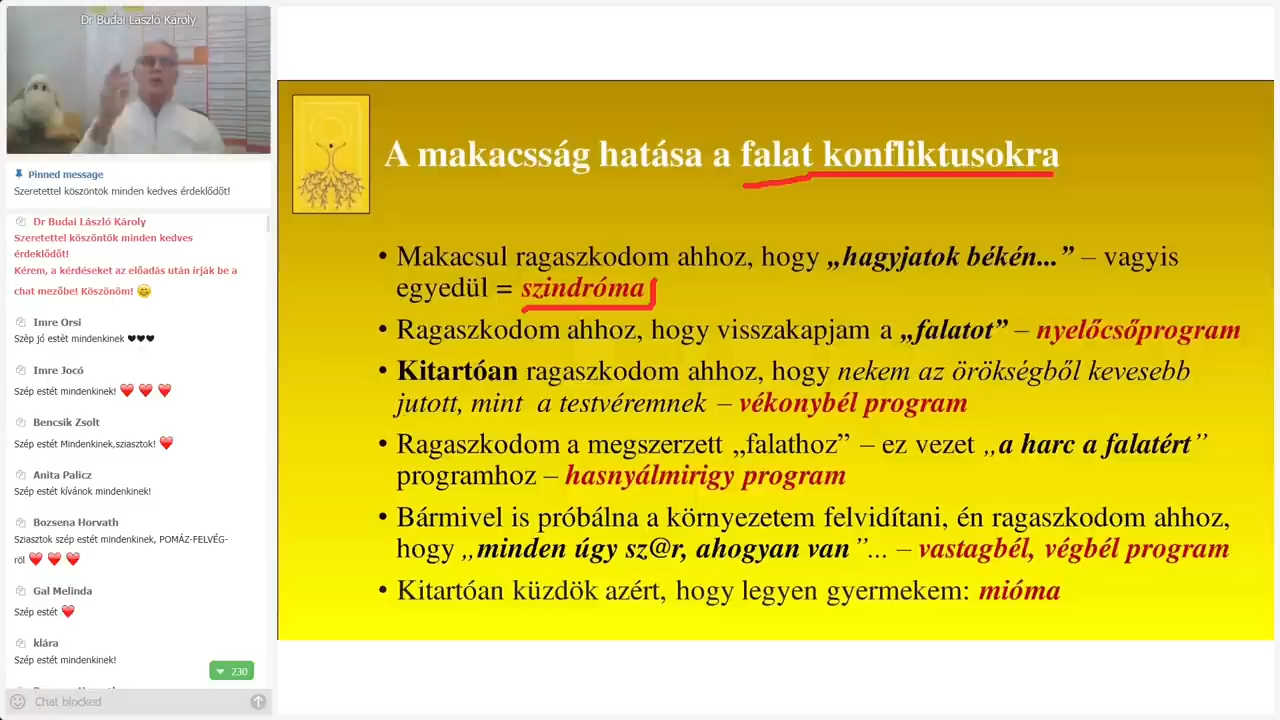 Dr Budai László Károly
Pinned message
Szeretettel köszöntök minden kedves érdeklődőt!
Dr Budai László Károly
Szeretettel köszöntök minden kedves
érdeklődőt!
Kérem, a kérdéseket az előadás után írják be a
chat mezőbe! Köszönöm!
Imre Orsi
Szèp jó estèt mindenkinek
Imre Jocó
Szép estét mindenkinek!
Bencsik Zsolt
Szép estét Mindenkinek,sziasztok!
Anita Palicz
Szép estét kívánok mindenkinek!
Bozsena Horvath
Sziasztok szép estét mindenkinek, POMÁZ-FELVÉG-
ről
Gal Melinda
Szép estét
klára
Szép estét mindenkinek!
230
Chat blocked
A makacsság hatása a falat konfliktusokra
• Makacsul ragaszkodom ahhoz, hogy „hagyjatok békén...” – vagyis
egyedül = szindróma
• Ragaszkodom ahhoz, hogy visszakapjam a „falatot” – nyelőcsőprogram
• Kitartóan ragaszkodom ahhoz, hogy nekem az örökségből kevesebb
jutott, mint a testvéremnek – vékonybél program
• Ragaszkodom a megszerzett „falathoz” – ez vezet „a harc a falatért”
programhoz – hasnyálmirigy program
• Bármivel is próbálna a környezetem felvidítani, én ragaszkodom ahhoz,
hogy „minden úgy sz@r, ahogyan van”... – vastagbél, végbél program
• Kitartóan küzdök azért, hogy legyen gyermekem: mióma